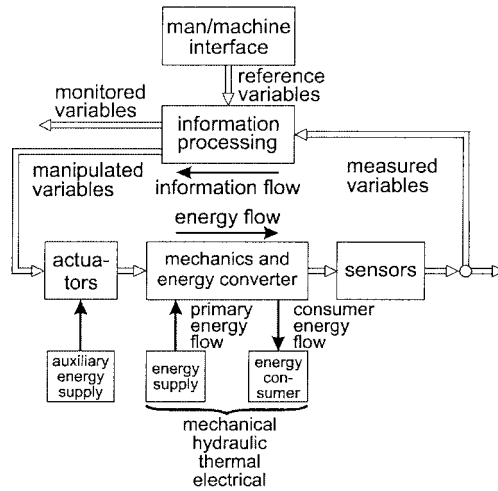 man/machine
interface
reference
variables
monitored
variables
information
processing
manipulated
variables
measured
variables
information flow
energy flow
actua-
tors
mechanics and
energy converter
sensors
primary
energy
flow
consumer
energy
flow
auxiliary
energy
supply
energy
supply
energy
con-
sumer
mechanical
hydraulic
thermal
electrical